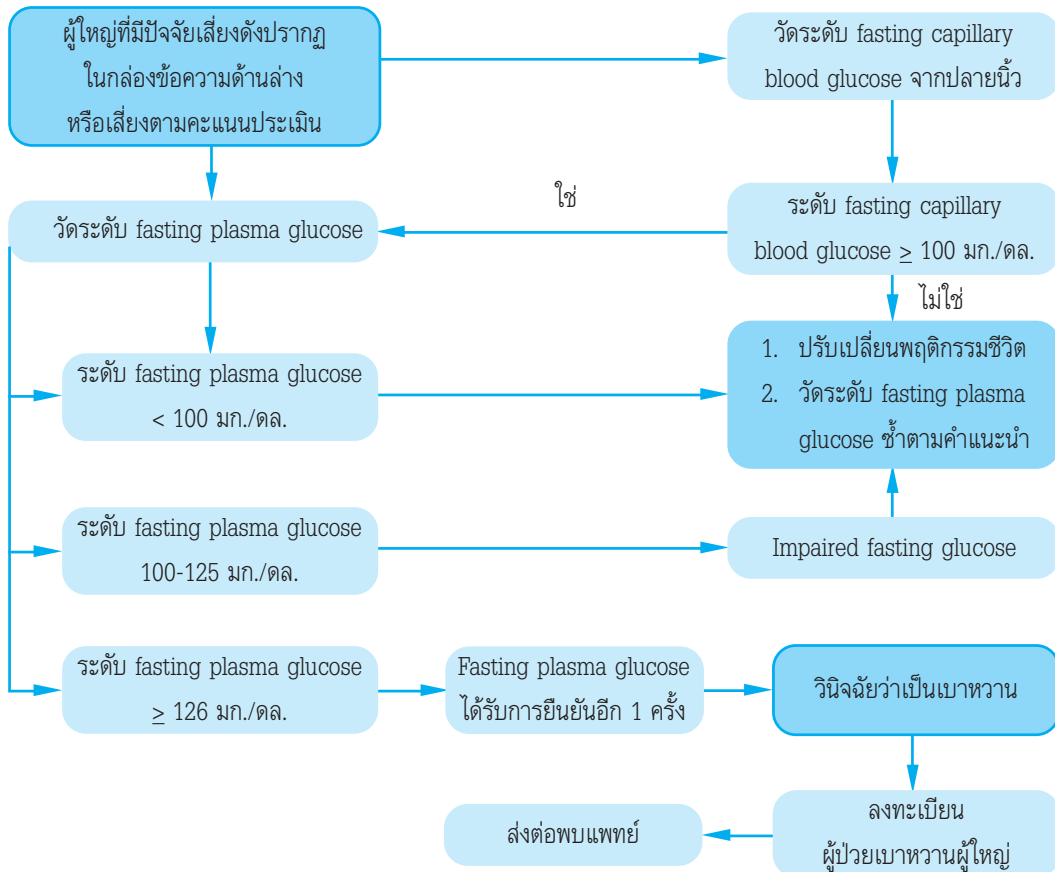 ผู้ใหญ่ที่มีปัจจัยเสี่ยงดังปรากฏ
ในกล่องข้อความด้านล่าง
หรือเสี่ยงตามคะแนนประเมิน
วัดระดับ fasting capillary
blood glucose จากปลายนิ้ว
ใช่
วัดระดับ fasting plasma glucose
ระดับ fasting capillary
blood glucose ≥ 100 มก./ดล.
ไม่ใช่
ระดับ fasting plasma glucose
< 100 มก./ดล.
1. ปรับเปลี่ยนพฤติกรรมชีวิต
2. วัดระดับ fasting plasma
glucose ซ้ำตามคำแนะนำ
ระดับ fasting plasma glucose
100-125 มก./ดล.
Impaired fasting glucose
ระดับ fasting plasma glucose
≥ 126 มก./ดล.
Fasting plasma glucose
ได้รับการยืนยันอีก 1 ครั้ง
วินิจฉัยว่าเป็นเบาหวาน
ส่งต่อพบแพทย์
ลงทะเบียน
ผู้ป่วยเบาหวานผู้ใหญ่